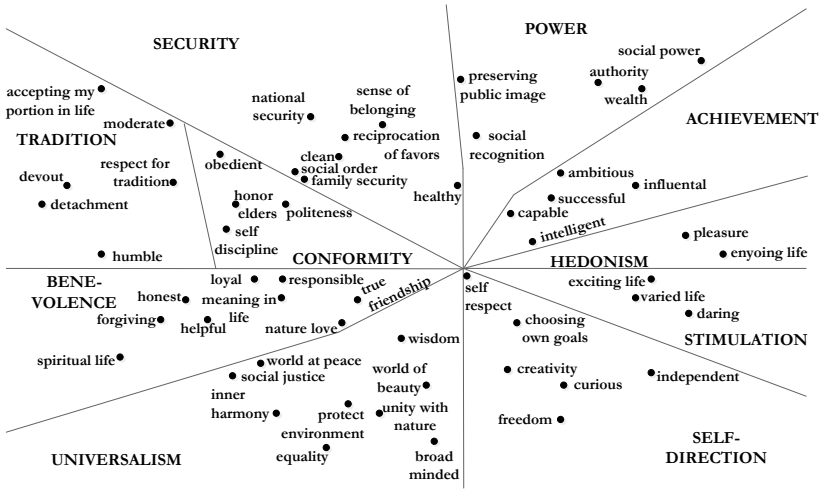 POWER
SECURITY
social power
authority
wealth
preserving
public image
sense of
belonging
accepting my
portion in life
national
security
moderate
ACHIEVEMENT
TRADITION
reciprocation
of favors
social
recognition
clean
obedient
social order
family security
respect for
tradition
devout
ambitious
influental
healthy
successful
detachment
honor
elders
politeness
capable
self
discipline
intelligent
pleasure
humble
CONFORMITY
HEDONISM
enyoing life
BENE-
VOLENCE
loyal
responsible
true
friendship
self
respect
exciting life
honest
meaning in
life
varied life
forgiving
helpful
nature love
choosing
own goals
daring
STIMULATION
wisdom
spiritual life
world at peace
social justice
world of
beauty
creativity
curious
independent
inner
harmony
protect
environment
unity with
nature
freedom
equality
broad
minded
UNIVERSALISM
SELF-
DIRECTION